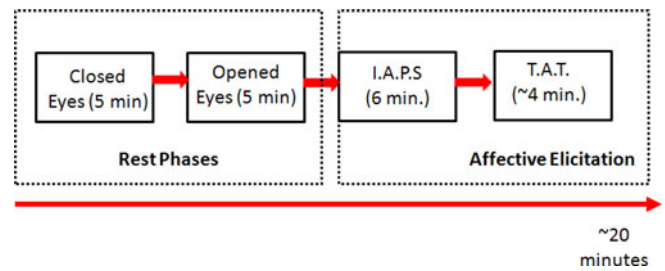 Closed
Eyes (5 min)
Opened
Eyes (5 min)
I.A.P.S
(6 min.)
T.A.T.
(~4 min.)
Rest Phases
Affective Elicitation
~20
minutes